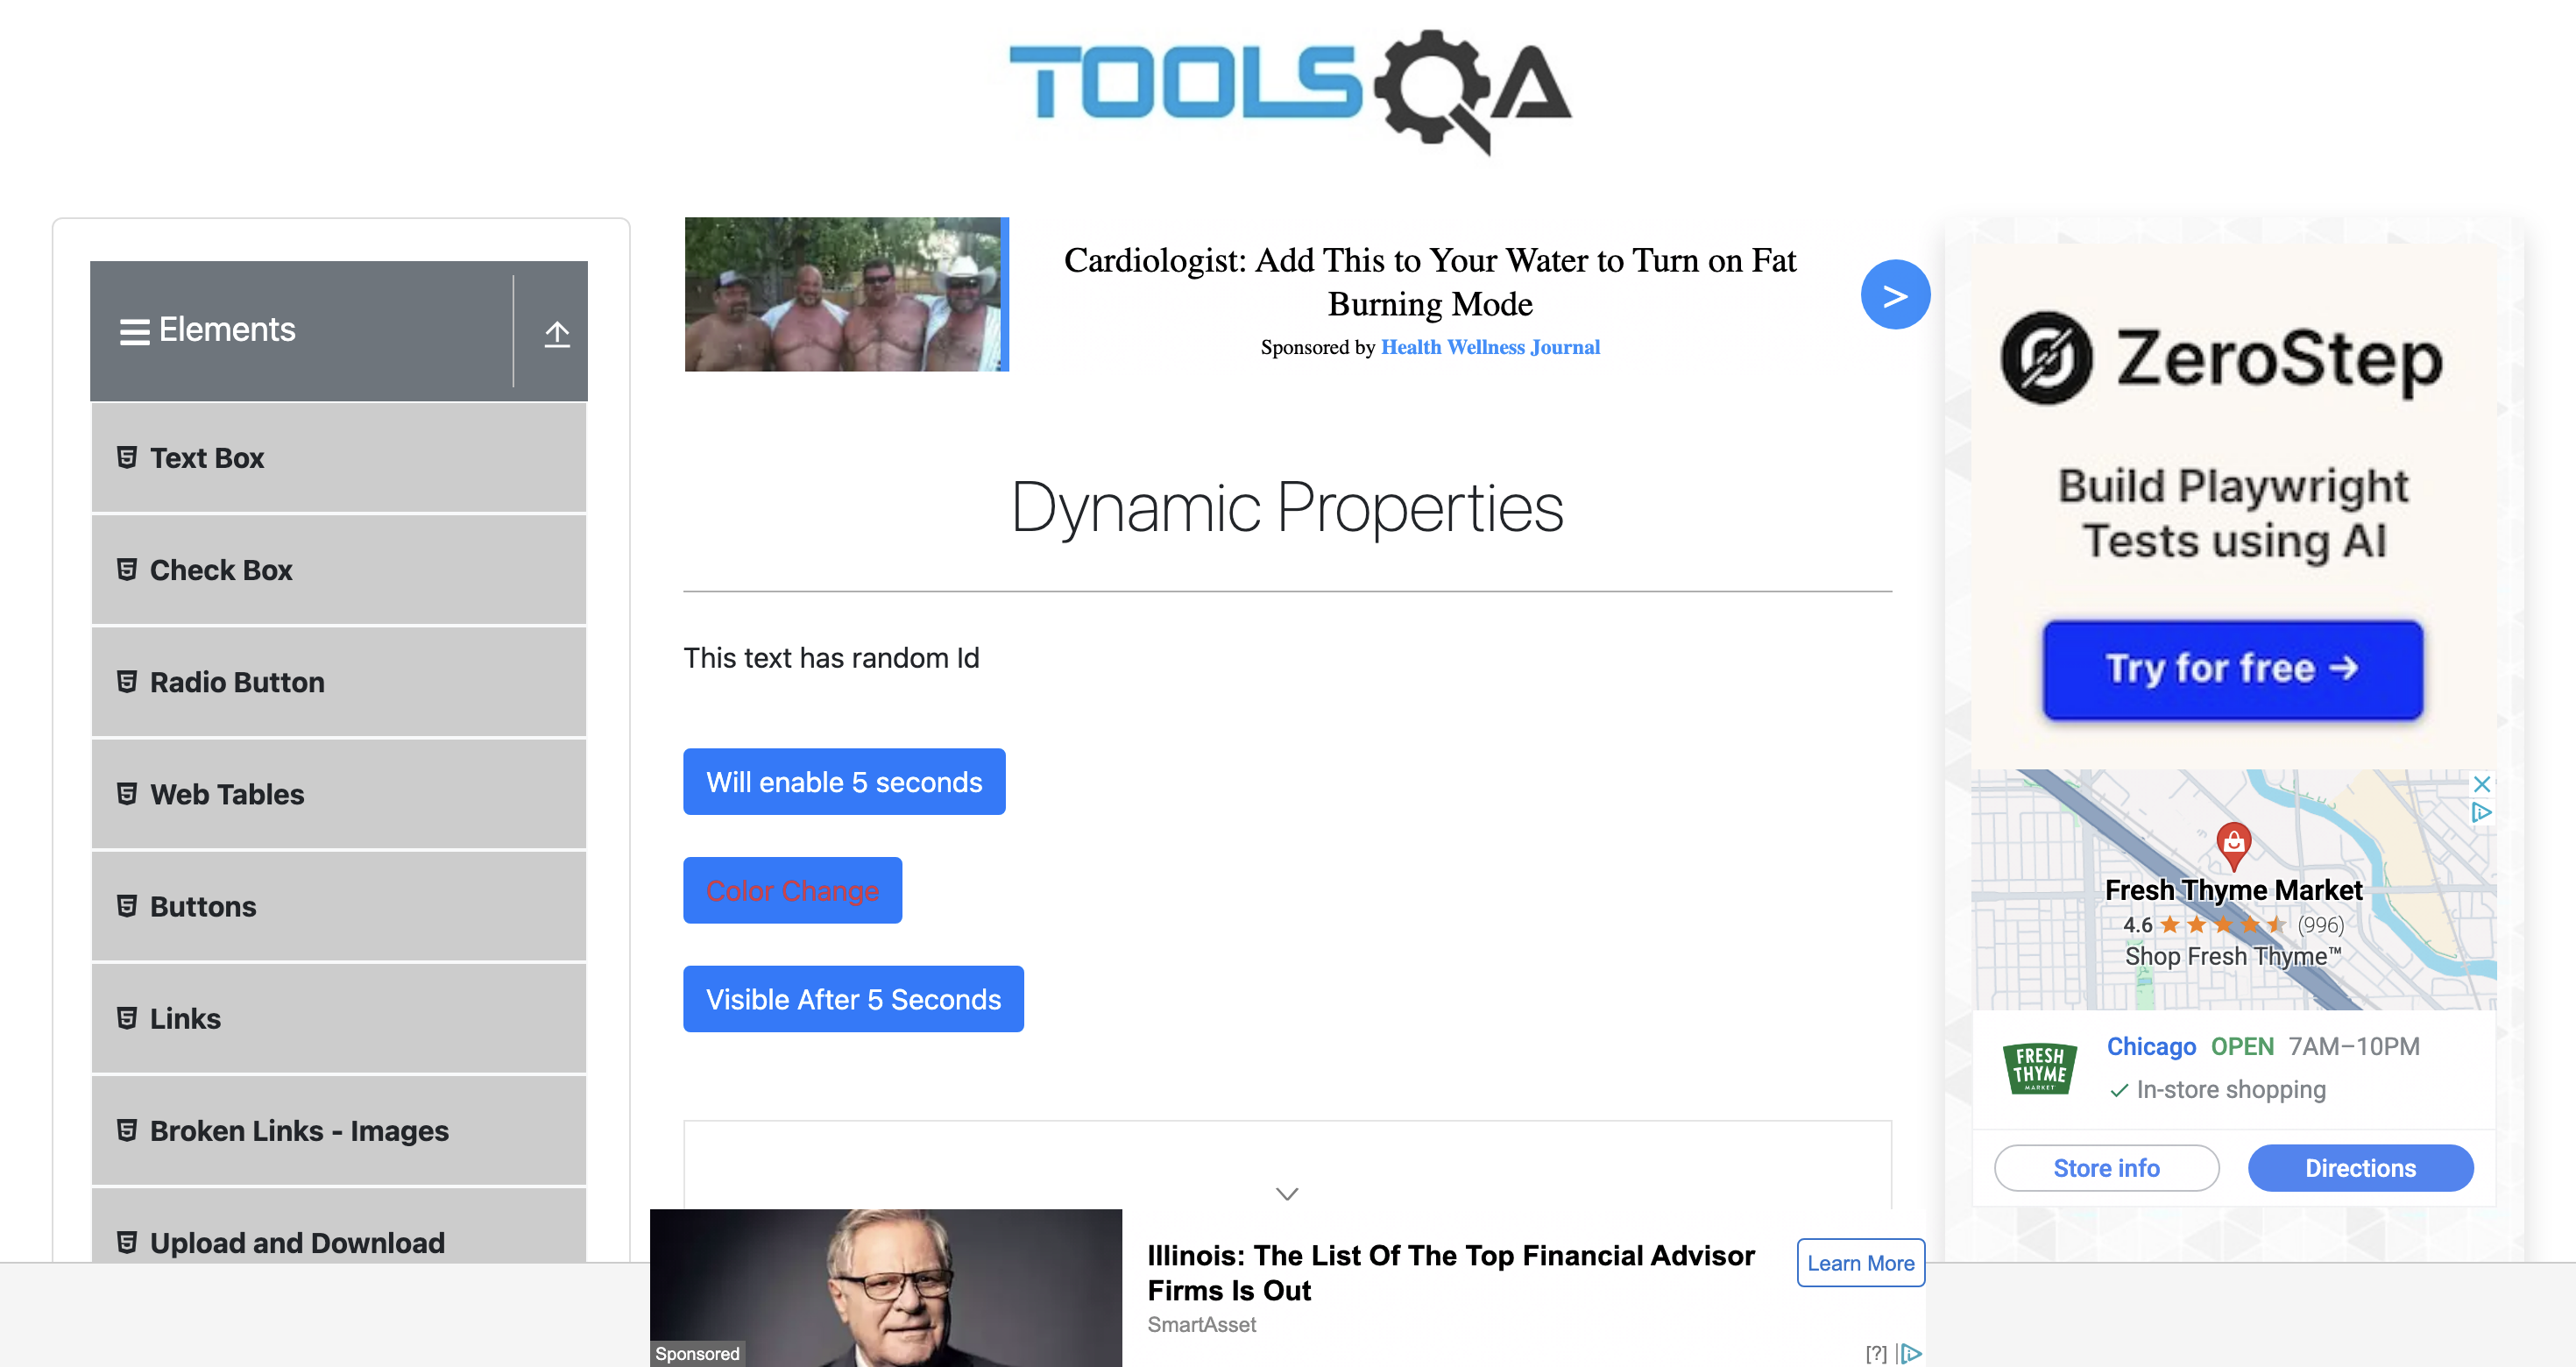 TOOLSQA
Elements
Text Box
Check Box
Radio Button
Web Tables
Buttons
Links
Broken Links - Images
Upload and Download
Cardiologist: Add This to Your Water to Turn on Fat
Burning Mode
Sponsored by Health Wellness Journal
>
Dynamic Properties
This text has random Id
Will enable 5 seconds
Color Change
Visible After 5 Seconds
Sponsored
Illinois: The List Of The Top Financial Advisor
Firms Is Out
SmartAsset
Learn More
[?]
ZeroStep
Build Playwright
Tests using AI
Try for free →
Fresh Thyme Market
4.6 (996)
Shop Fresh Thyme™
FRESH
THYME
MARKET
Chicago OPEN 7AM–10PM
In-store shopping
Store info
Directions